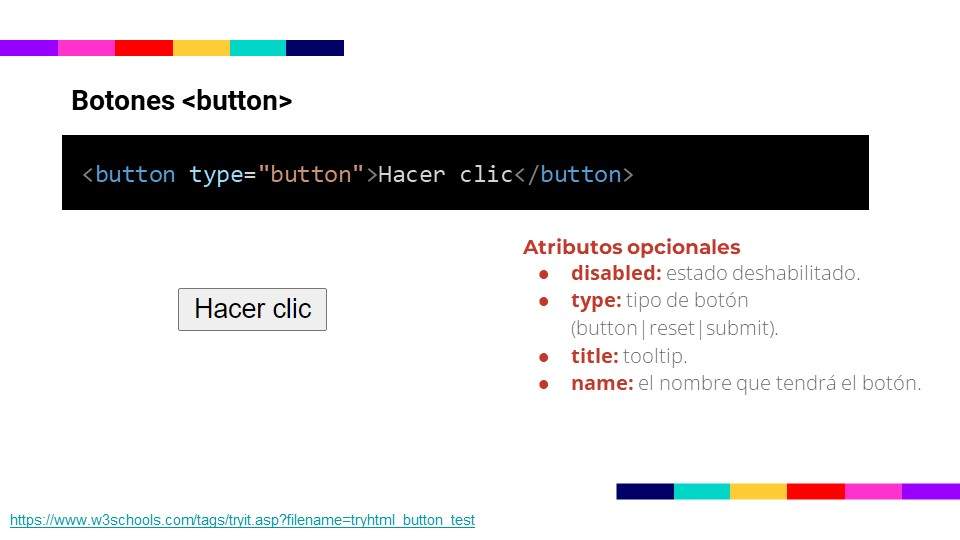 Botones <button>
<button type="button">Hacer clic</button>
Hacer clic
Atributos opcionales
● disabled: estado deshabilitado.
● type: tipo de botón
(button|reset|submit).
● title: tooltip.
● name: el nombre que tendrá el botón.
https://www.w3schools.com/tags/tryit.asp?filename=tryhtml_button_test